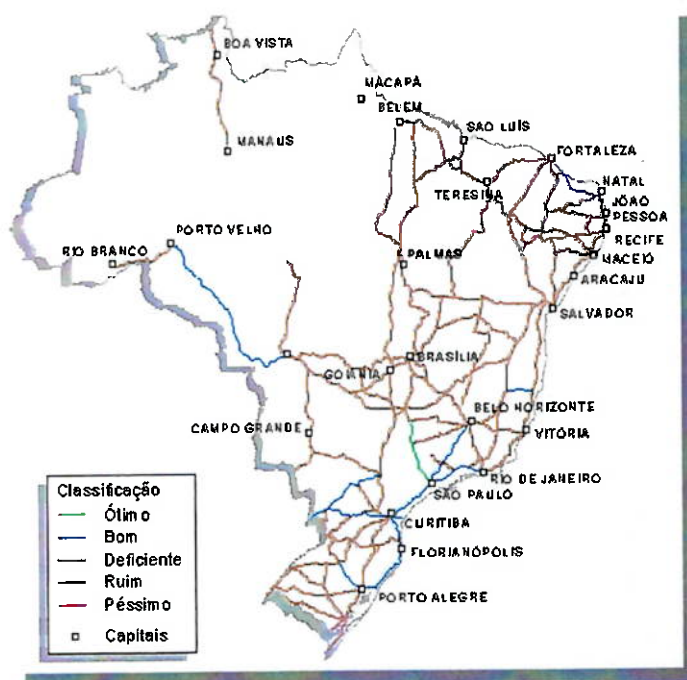 BOA VISTA
MACAPÁ
BELEM
SAO LUÍS
MANAUS
FORTALEZA
TERESINA
NATAL
JÕAO
PESSOA
PORTO VELHO
RECIFE
RIO BRANCO
PALMAS
MACEIÓ
ARACAJU
SALVADOR
BRASÍLIA
GOIANIA
BELO HORIZONTE
CAMPO GRANDE
VITÓRIA
RIO DE JANEIRO
SÃO PAULO
CURITIBA
FLORIANÓPOLIS
PORTO ALEGRE
Classificação
Ótimo
Bom
Deficiente
Ruim
Péssimo
Capitais